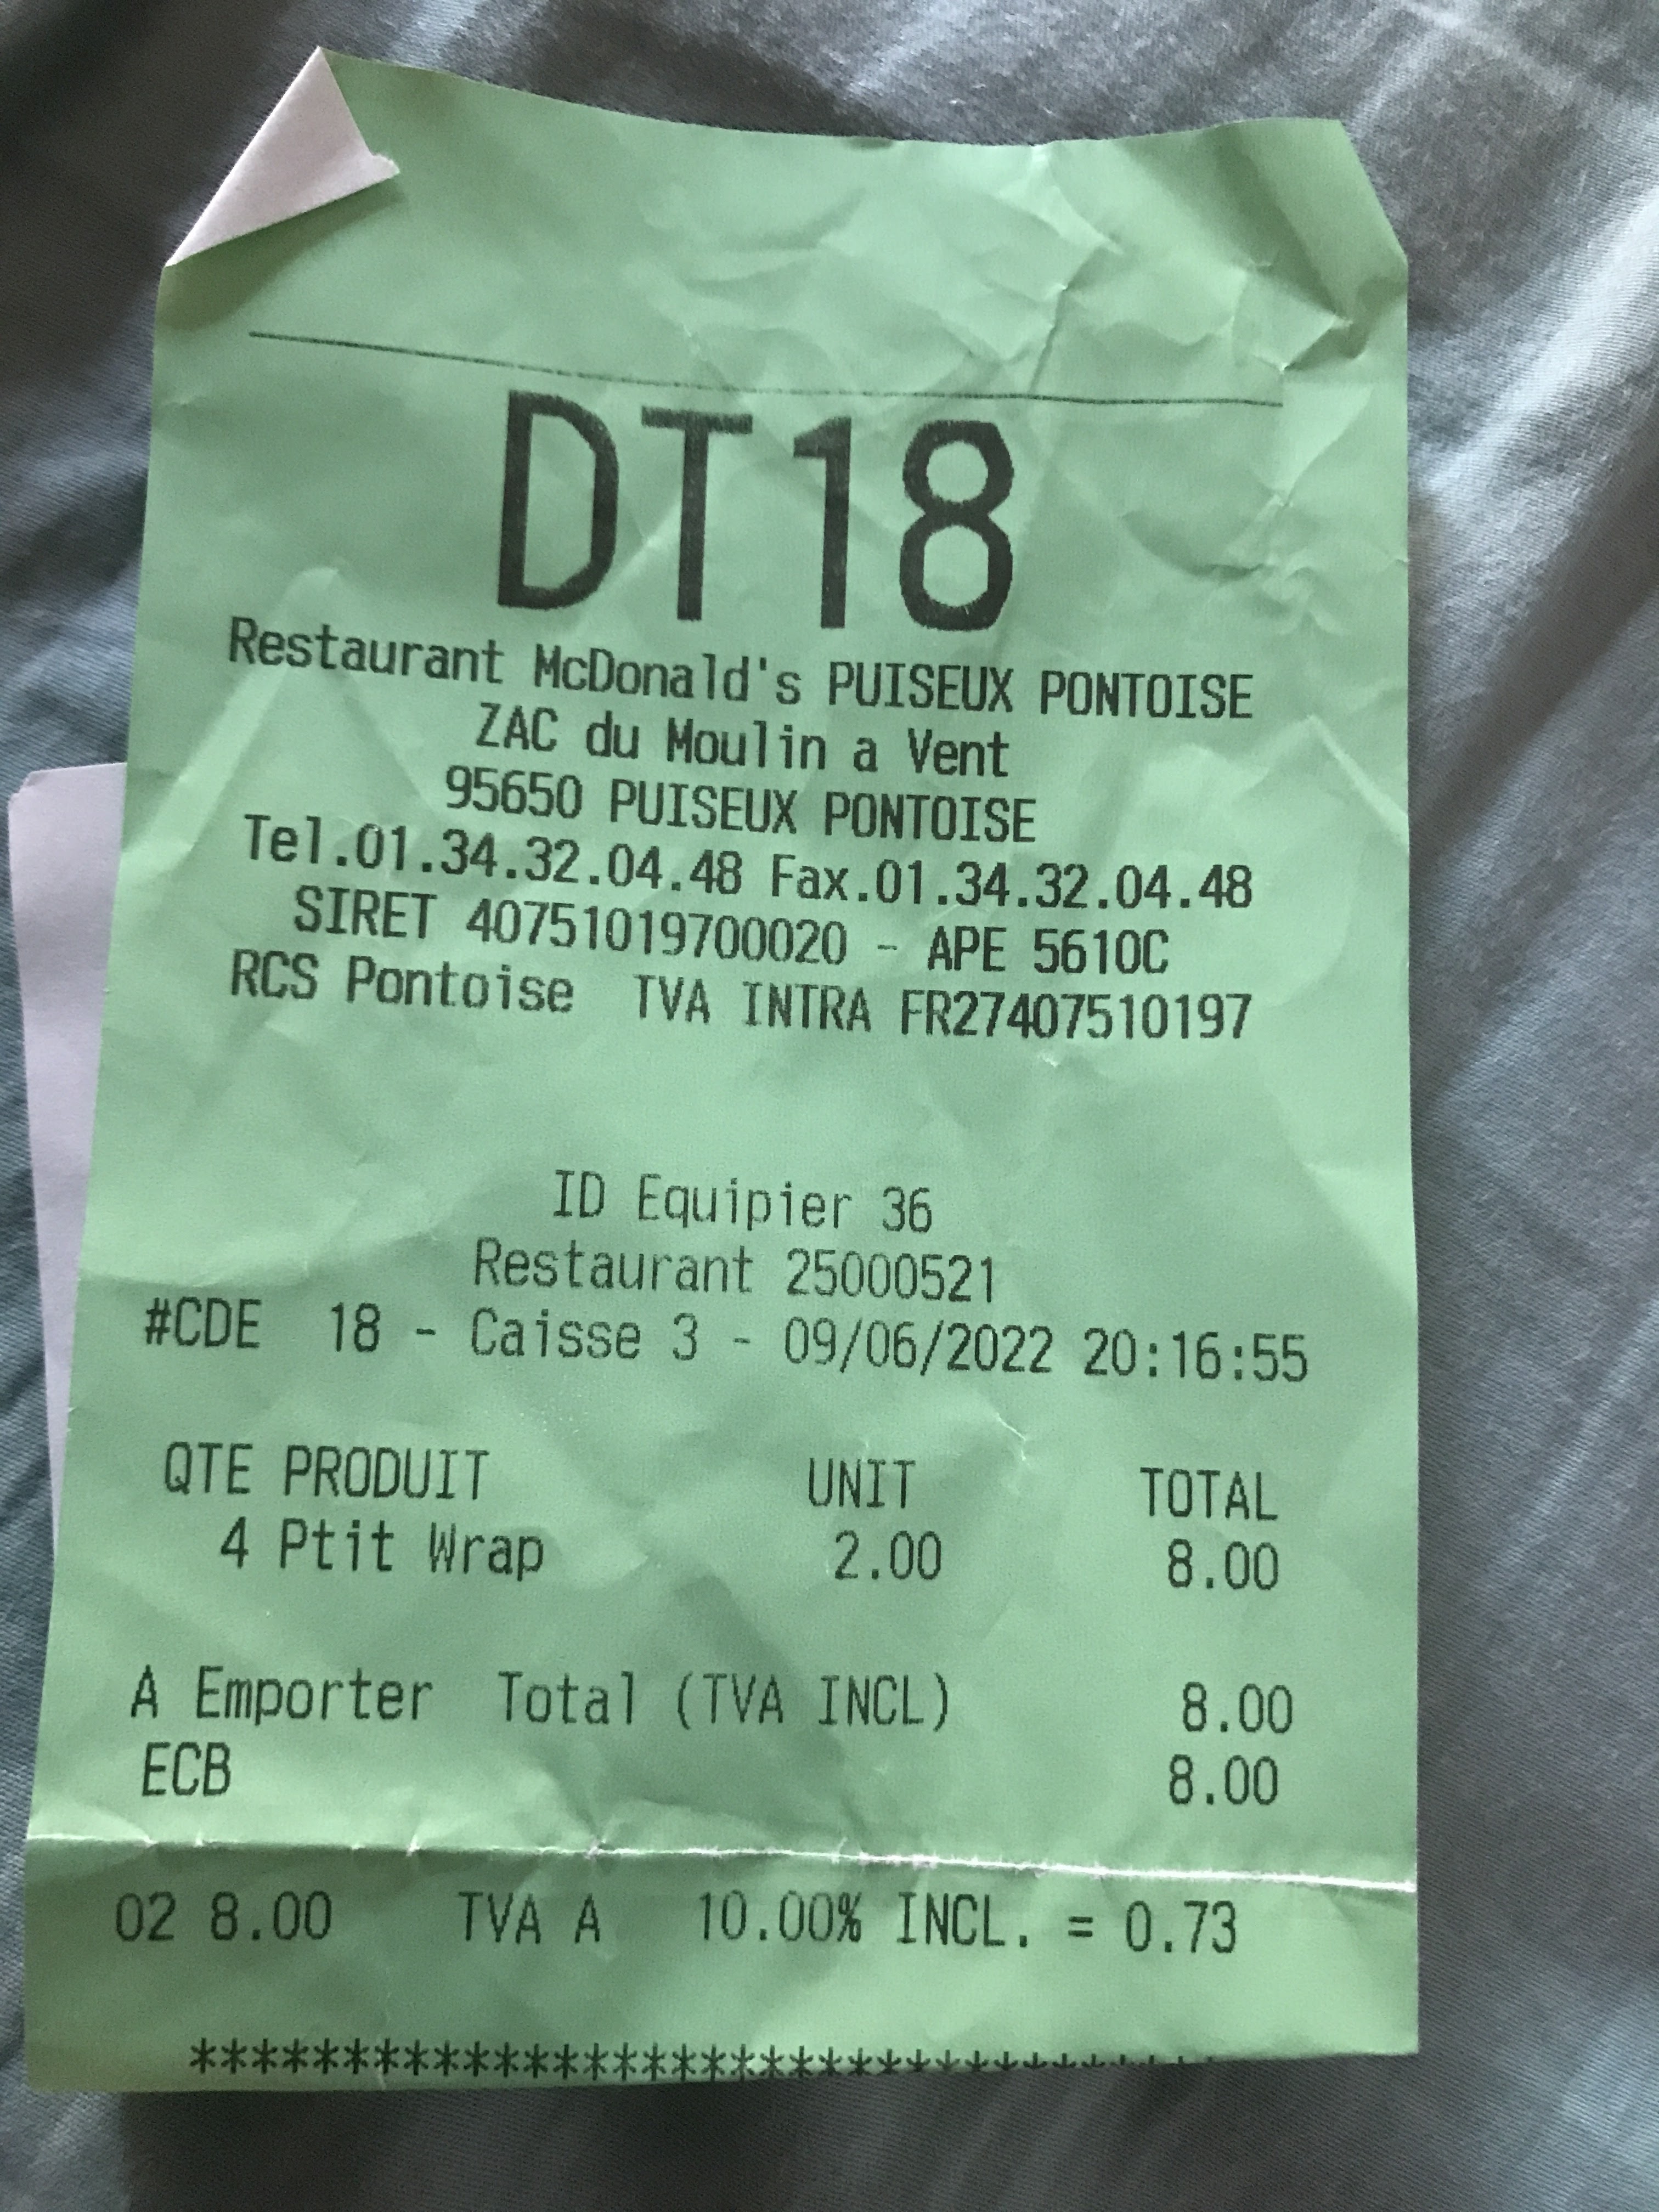 DT18
Restaurant McDonald's PUISEUX PONTOISE
ZAC du Moulin a Vent
95650 PUISEUX PONTOISE
Tel.01.34.32.04.48 Fax.01.34.32.04.48
SIRET 40751019700020 - APE 5610C
RCS Pontoise TVA INTRA FR27407510197
ID Equipier 36
Restaurant 25000521
#CDE 18 - Caisse 3 - 09/06/2022 20:16:55
QTE PRODUIT UNIT TOTAL
4 Ptit Wrap 2.00 8.00
A Emporter Total (TVA INCL) 8.00
ECB 8.00
02 8.00 TVA A 10.00% INCL. = 0.73
**********************************